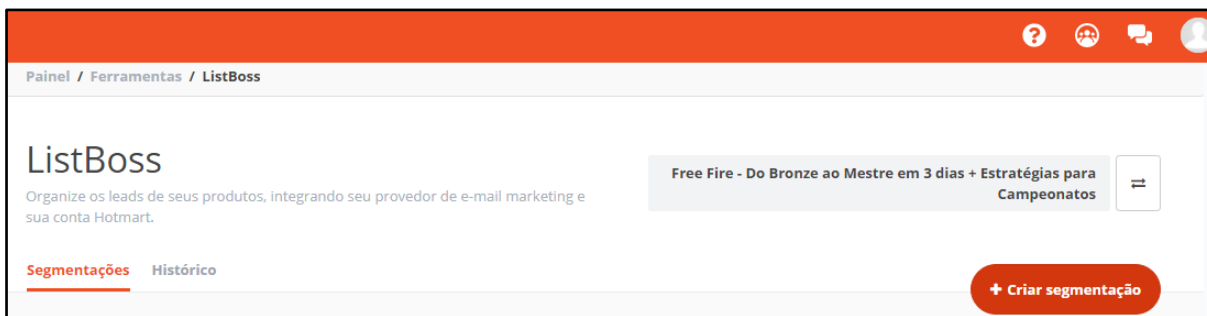 Painel / Ferramentas / ListBoss
ListBoss
Organize os leads de seus produtos, integrando seu provedor de e-mail marketing e
sua conta Hotmart.
Free Fire - Do Bronze ao Mestre em 3 dias + Estratégias para
Campeonatos
Segmentações Histórico
+ Criar segmentação